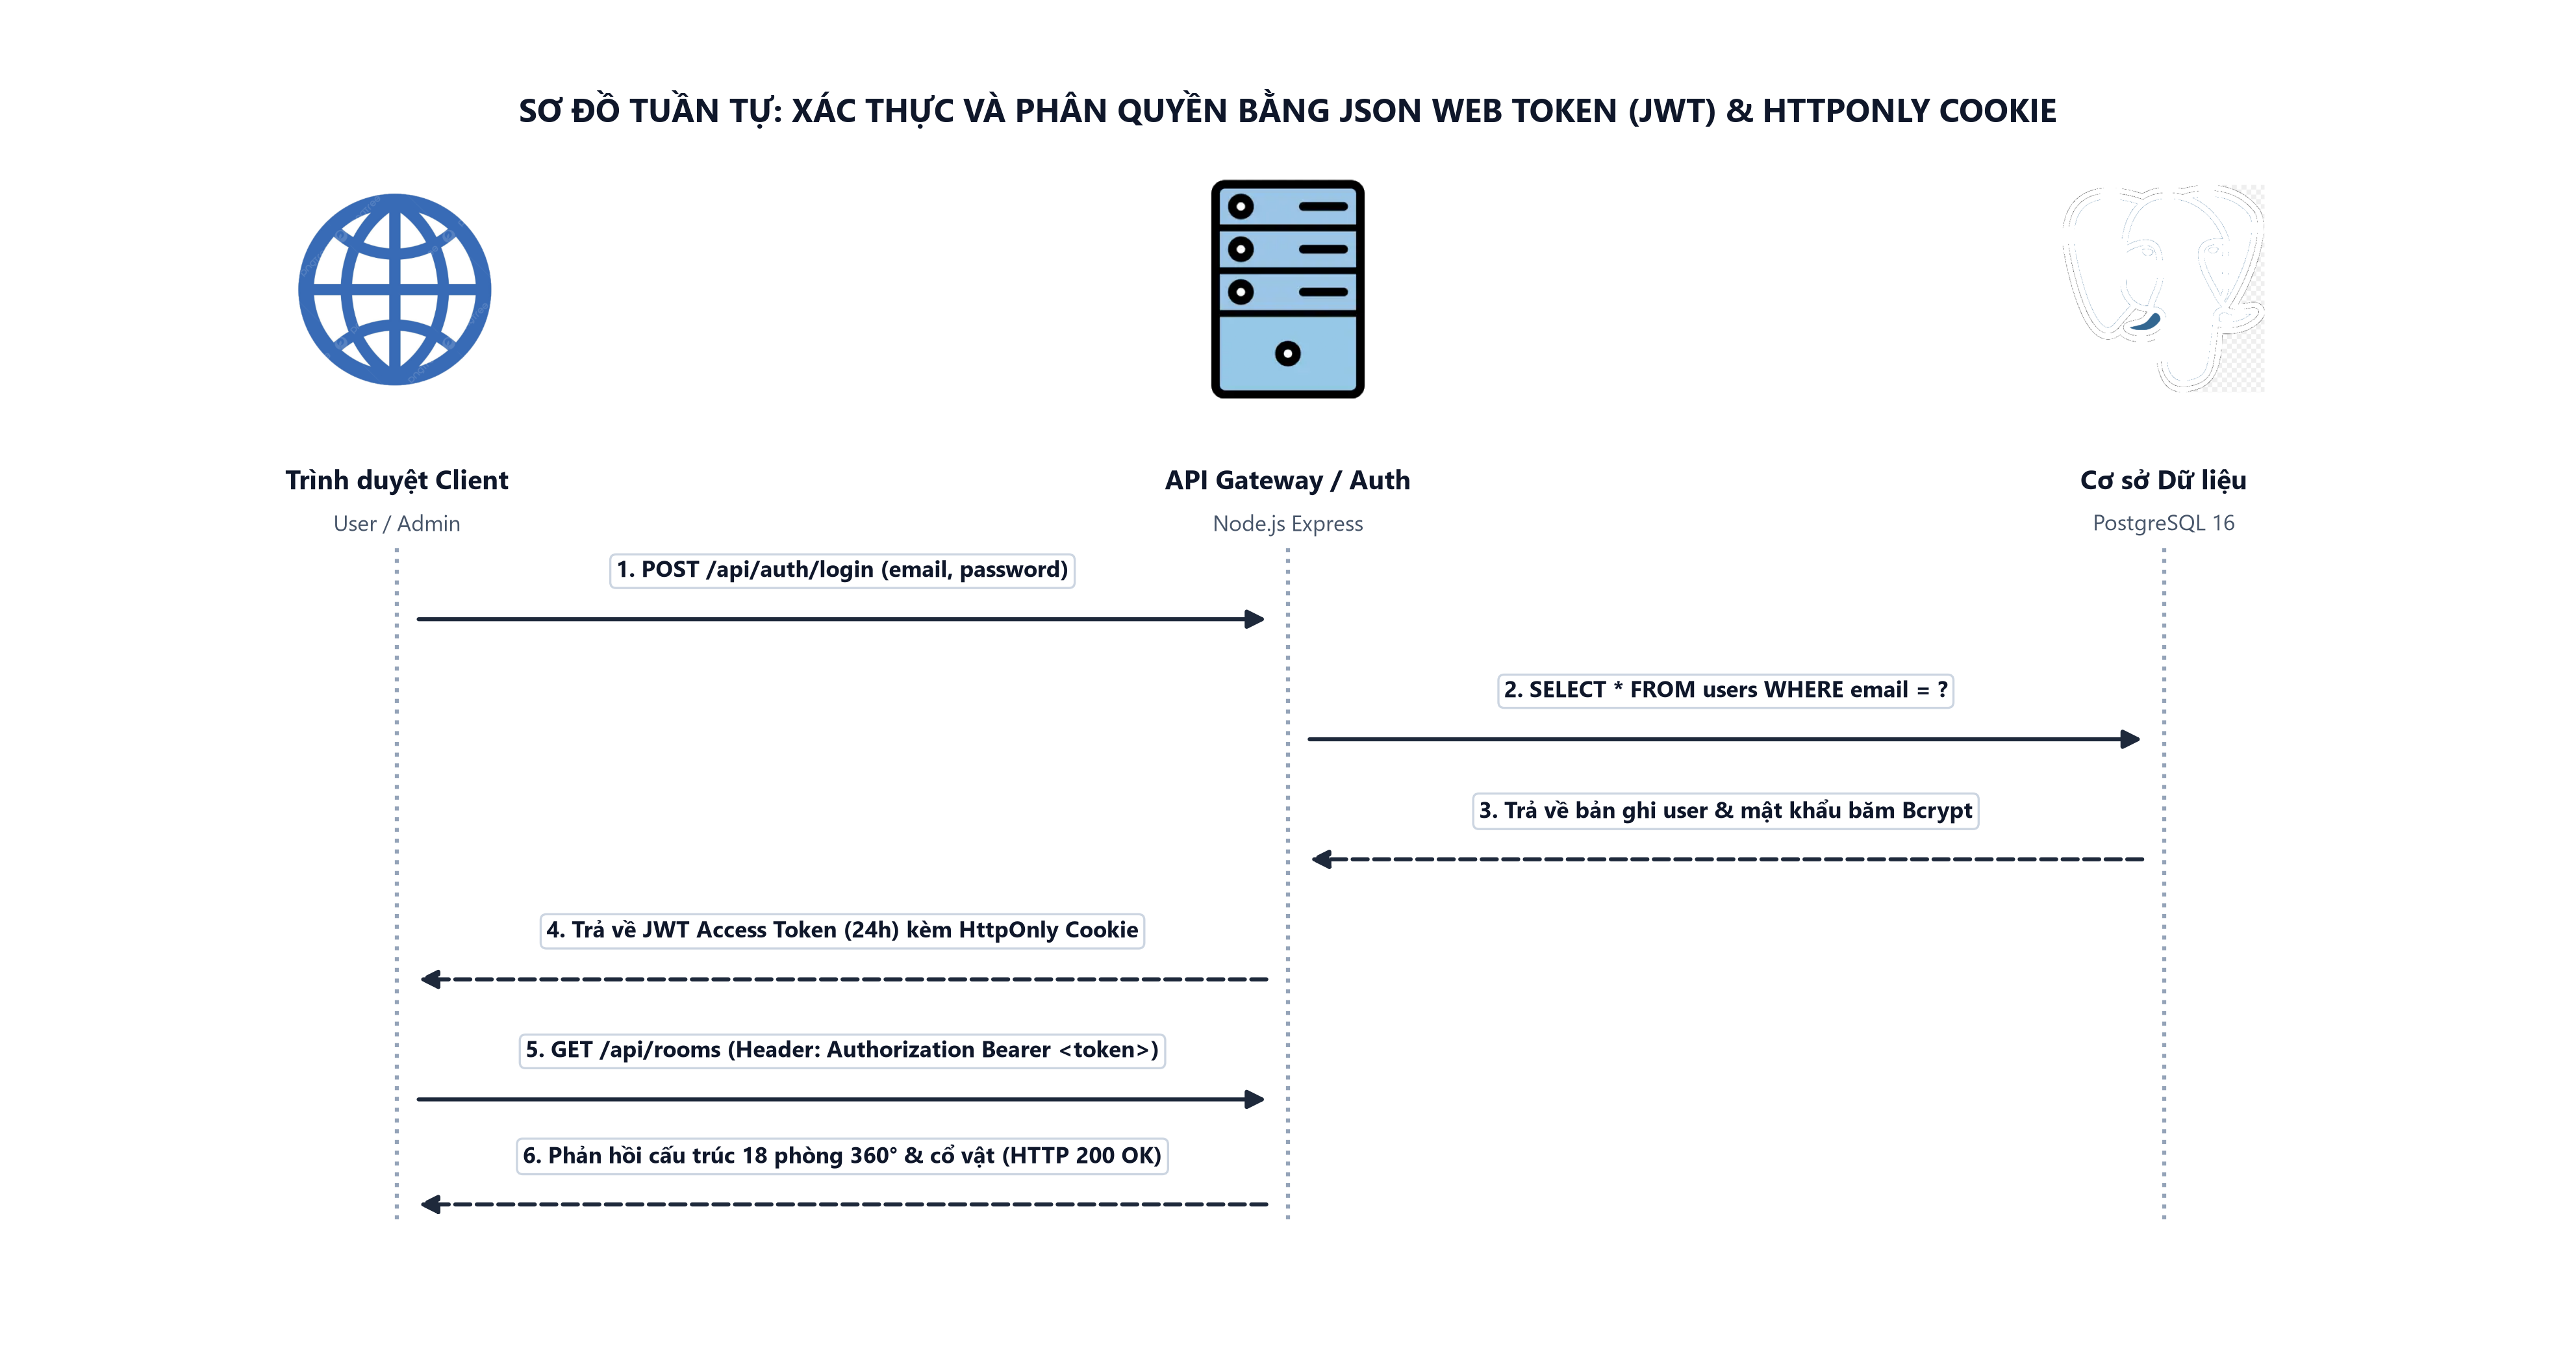 SƠ ĐỒ TUẦN TỰ: XÁC THỰC VÀ PHÂN QUYỀN BẰNG JSON WEB TOKEN (JWT) & HTTPONLY COOKIE
Trình duyệt Client
API Gateway / Auth
Cơ sở Dữ liệu
User / Admin
Node.js Express
PostgreSQL 16
1. POST /api/auth/login (email, password)
2. SELECT * FROM users WHERE email = ?
3. Trả về bản ghi user & mật khẩu băm Bcrypt
4. Trả về JWT Access Token (24h) kèm HttpOnly Cookie
5. GET /api/rooms (Header: Authorization Bearer <token>)
6. Phản hồi cấu trúc 18 phòng 360° & cổ vật (HTTP 200 OK)